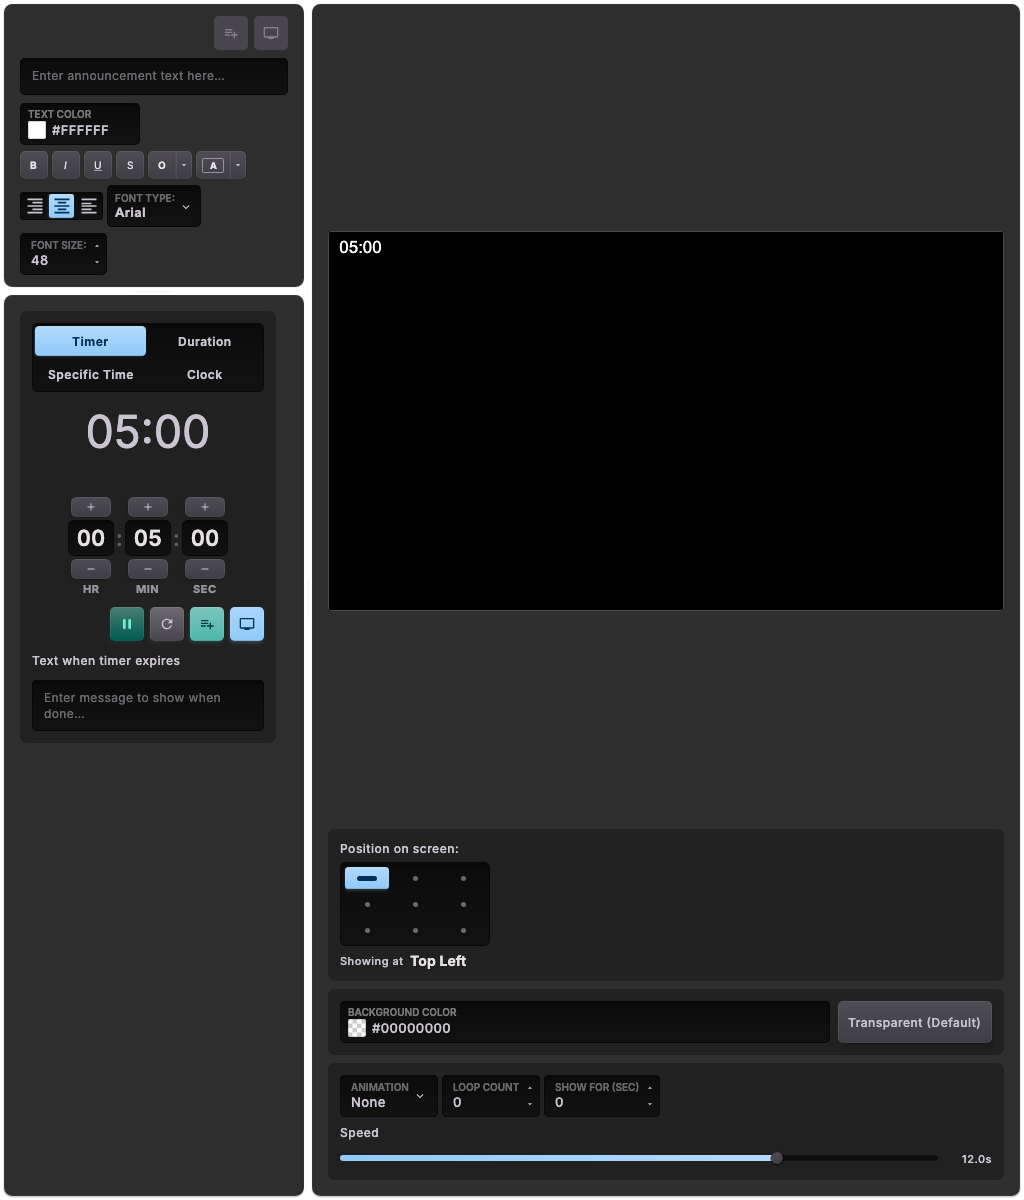 Enter announcement text here...
TEXT COLOR
#FFFFFF
B I U S O A
FONT TYPE:
Arial
FONT SIZE:
48
Timer Duration
Specific Time Clock
05:00
+ + +
00 : 05 : 00
− − −
HR MIN SEC
Text when timer expires
Enter message to show when
done...
05:00
Position on screen:
Showing at Top Left
BACKGROUND COLOR
#00000000
Transparent (Default)
ANIMATION LOOP COUNT SHOW FOR (SEC)
None 0 0
Speed
12.0s